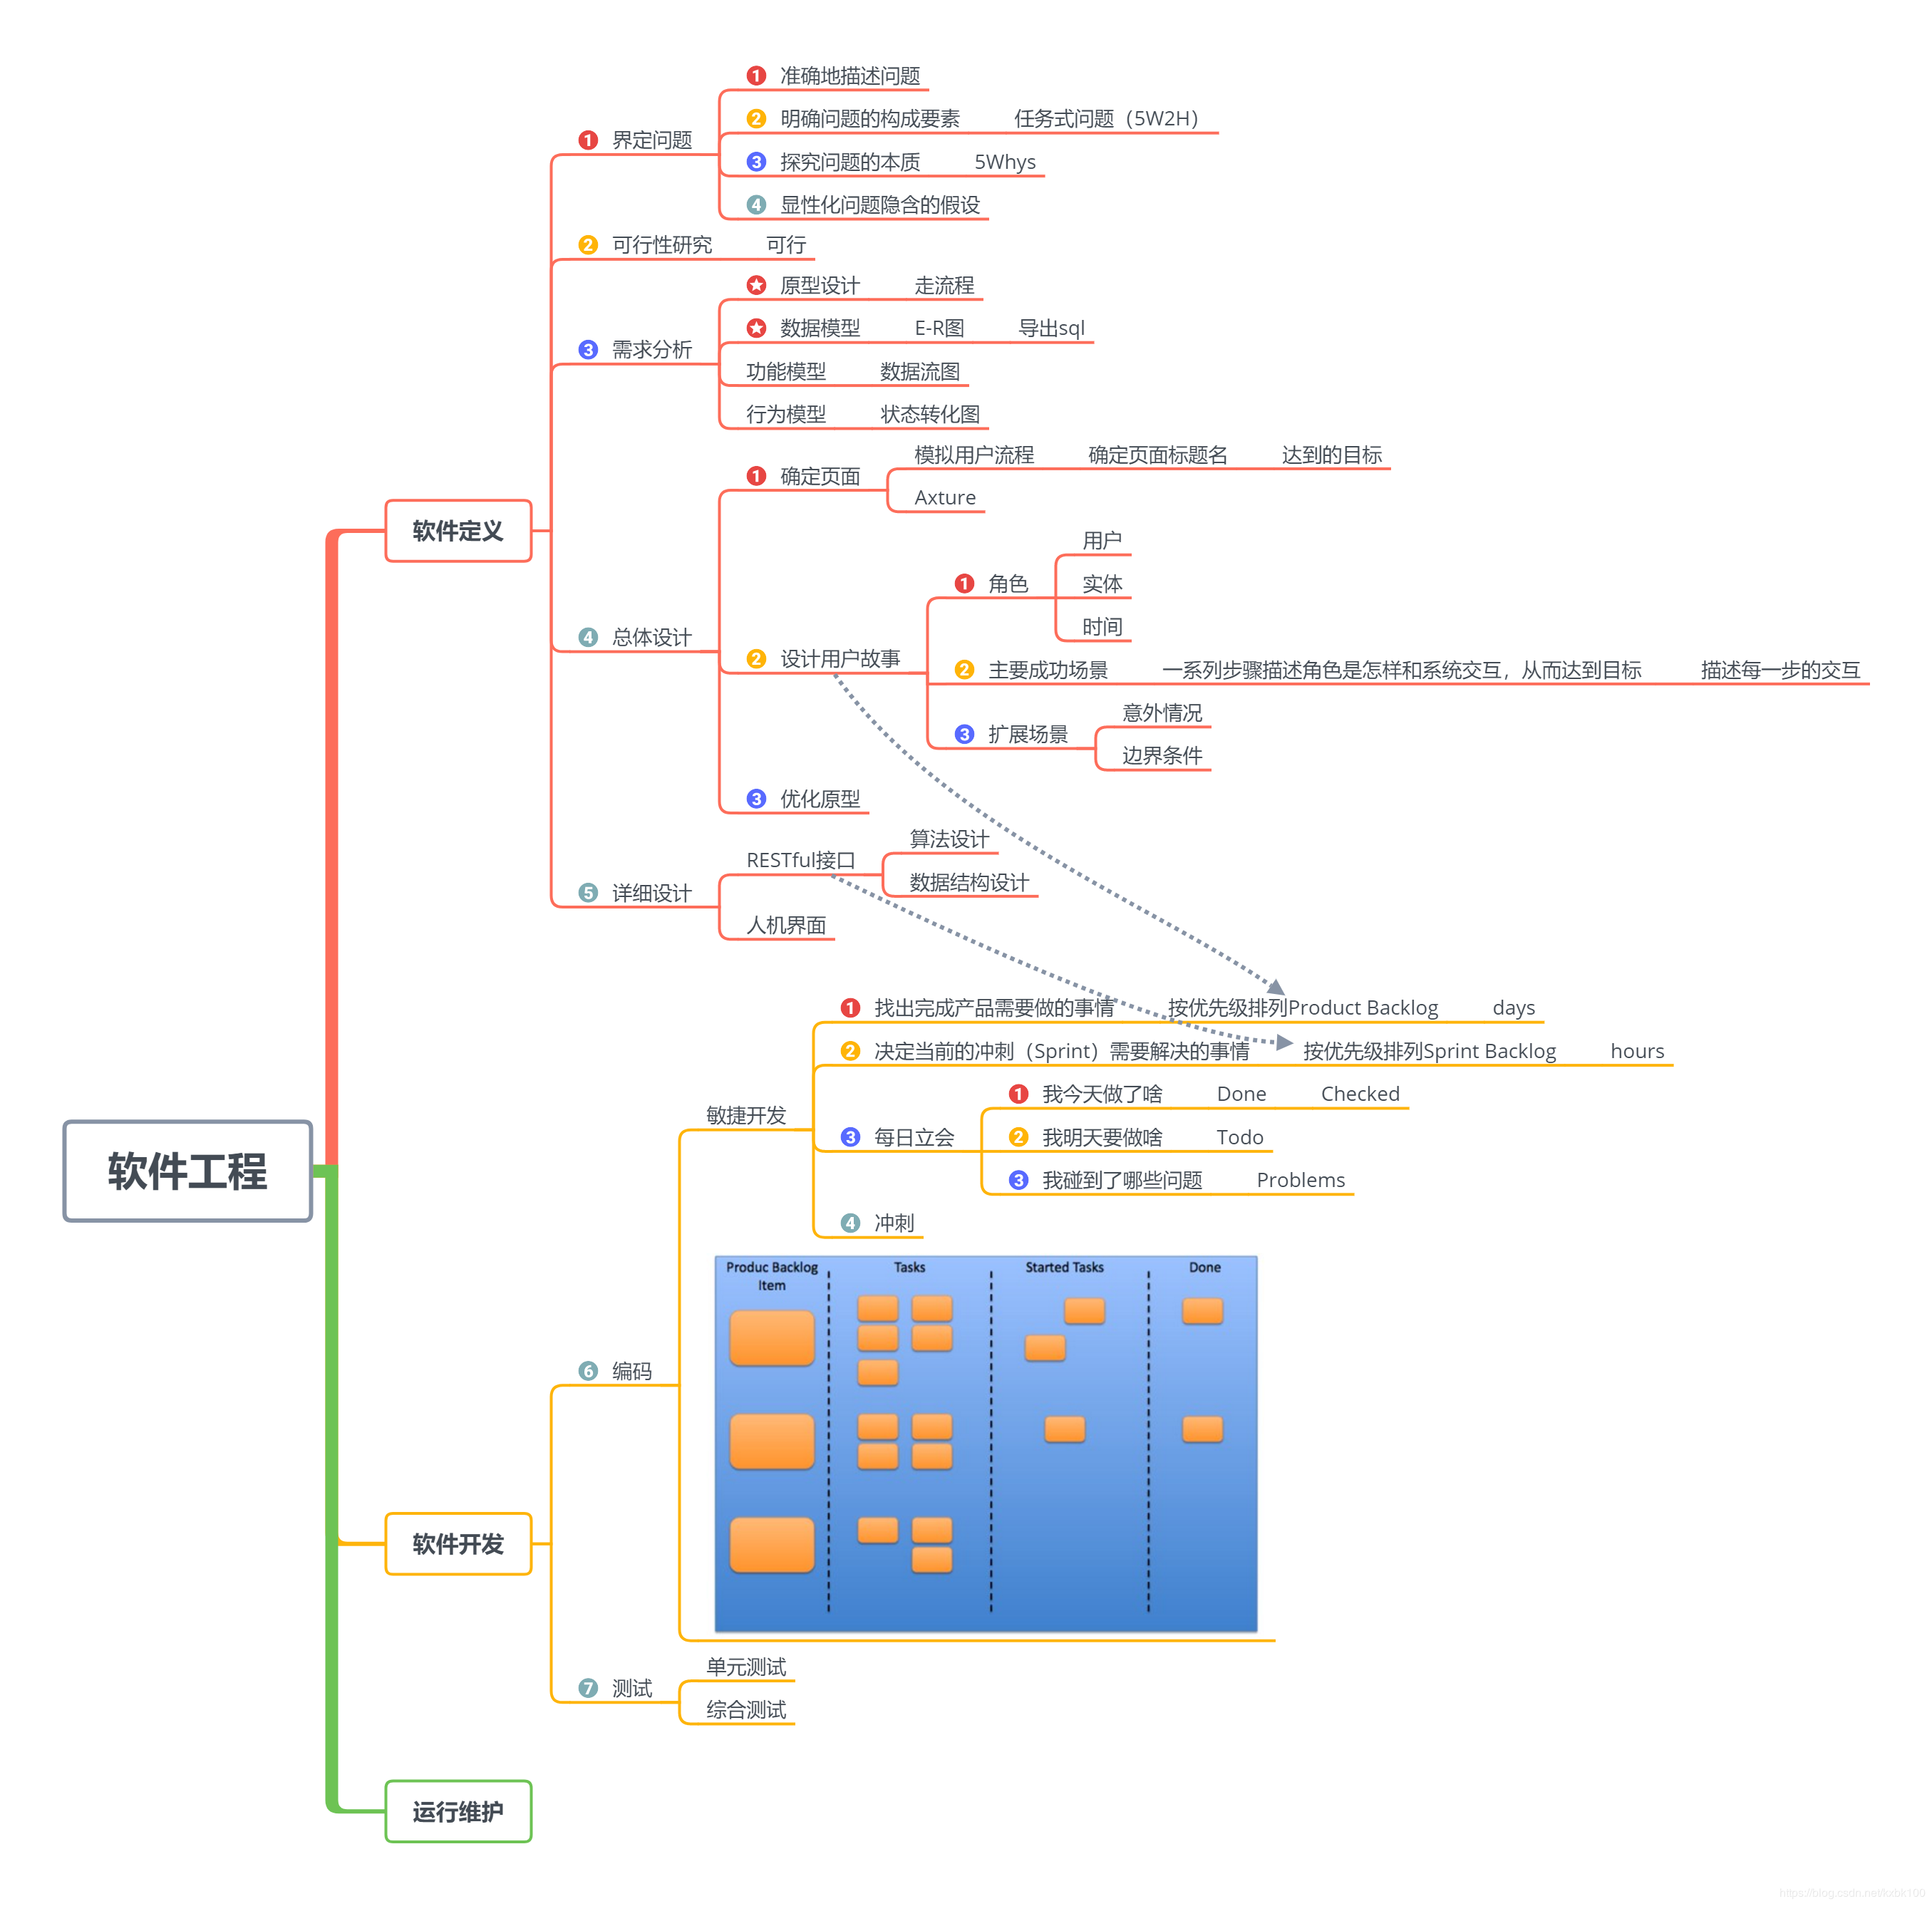 软件工程
软件定义
1 界定问题
1 准确地描述问题
2 明确问题的构成要素 任务式问题（5W2H）
3 探究问题的本质 5Whys
4 显性化问题隐含的假设
2 可行性研究 可行
3 需求分析
原型设计 走流程
数据模型 E-R图 导出sql
功能模型 数据流图
行为模型 状态转化图
4 总体设计
1 确定页面
模拟用户流程 确定页面标题名 达到的目标
Axture
2 设计用户故事
1 角色
用户
实体
时间
2 主要成功场景 一系列步骤描述角色是怎样和系统交互，从而达到目标 描述每一步的交互
3 扩展场景
意外情况
边界条件
3 优化原型
5 详细设计
RESTful接口
算法设计
数据结构设计
人机界面
软件开发
6 编码
敏捷开发
1 找出完成产品需要做的事情 按优先级排列Product Backlog days
2 决定当前的冲刺（Sprint）需要解决的事情 按优先级排列Sprint Backlog hours
3 每日立会
1 我今天做了啥 Done Checked
2 我明天要做啥 Todo
3 我碰到了哪些问题 Problems
4 冲刺
Produc Backlog
Item
Tasks
Started Tasks
Done
7 测试
单元测试
综合测试
运行维护